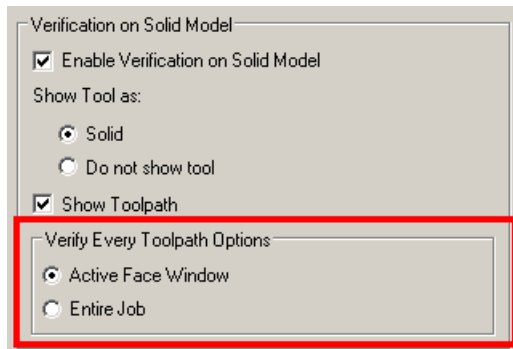 Verification on Solid Model
Enable Verification on Solid Model
Show Tool as:
Solid
Do not show tool
Show Toolpath
Verify Every Toolpath Options
Active Face Window
Entire Job